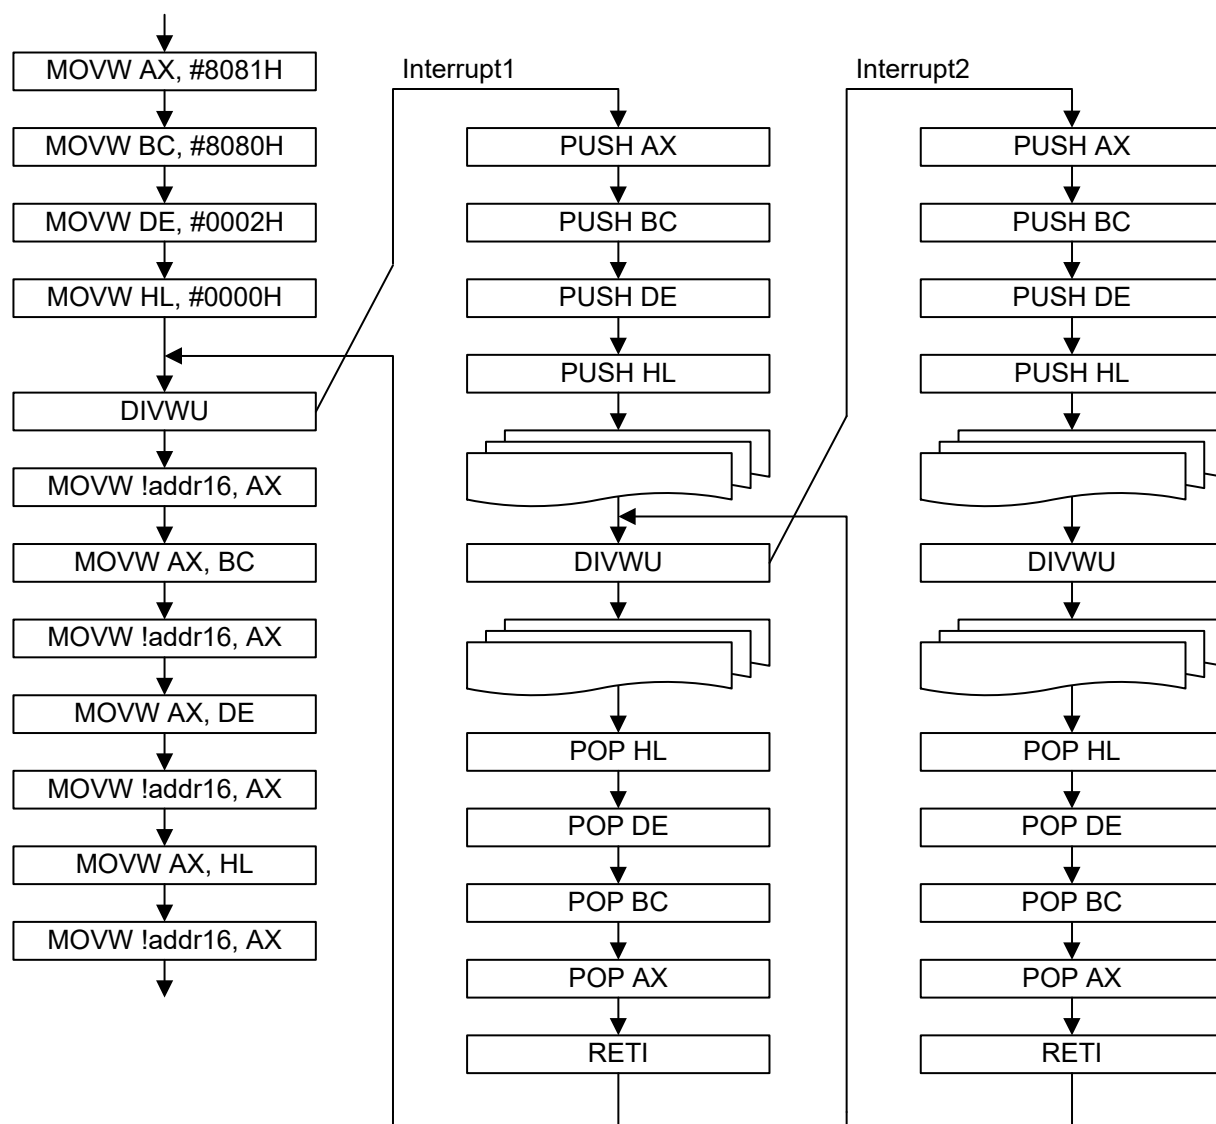 MOVW AX, #8081H
MOVW BC, #8080H
MOVW DE, #0002H
MOVW HL, #0000H
DIVWU
MOVW !addr16, AX
MOVW AX, BC
MOVW !addr16, AX
MOVW AX, DE
MOVW !addr16, AX
MOVW AX, HL
MOVW !addr16, AX
Interrupt1
PUSH AX
PUSH BC
PUSH DE
PUSH HL
DIVWU
POP HL
POP DE
POP BC
POP AX
RETI
Interrupt2
PUSH AX
PUSH BC
PUSH DE
PUSH HL
DIVWU
POP HL
POP DE
POP BC
POP AX
RETI